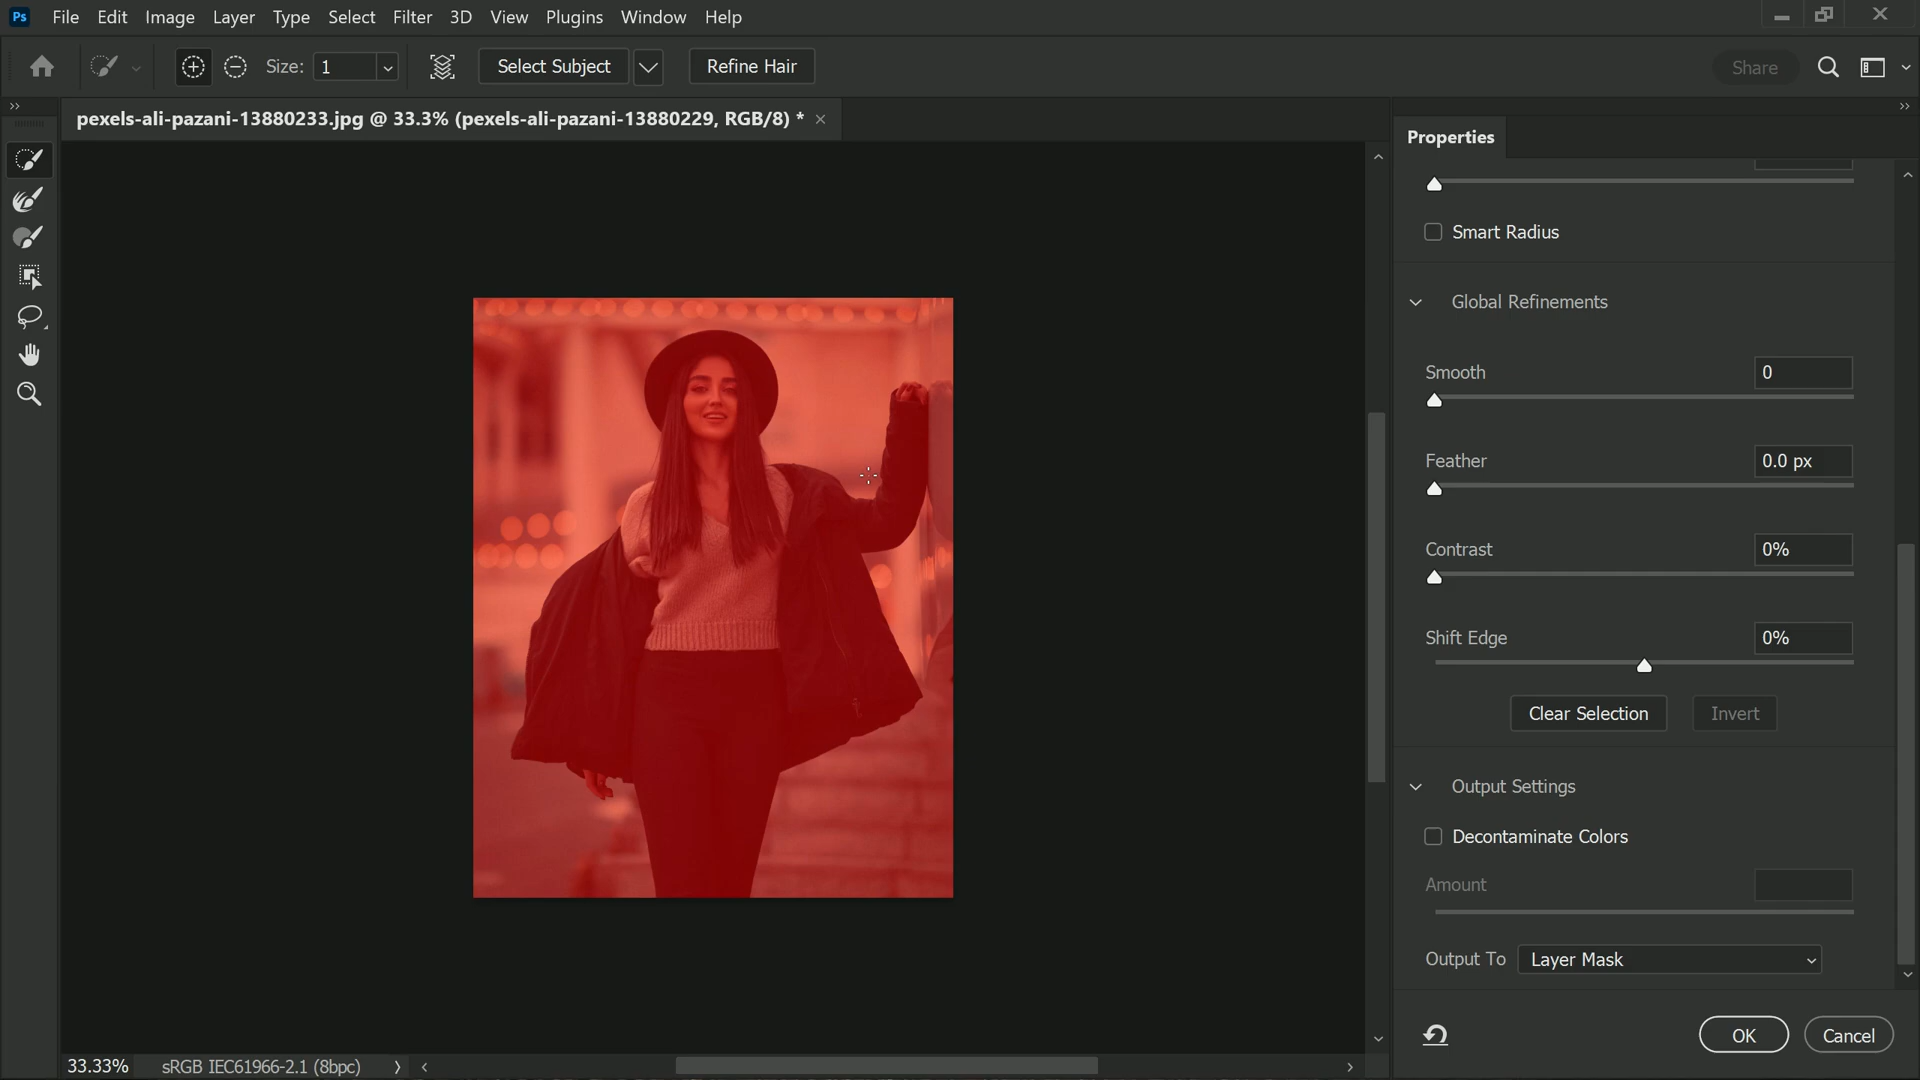 Ps File Edit Image Layer Type Select Filter 3D View Plugins Window Help
Size: 1 Select Subject Refine Hair Share
pexels-ali-pazani-13880233.jpg @ 33.3% (pexels-ali-pazani-13880229, RGB/8) *
Properties
Smart Radius
Global Refinements
Smooth 0
Feather 0.0 px
Contrast 0%
Shift Edge 0%
Clear Selection Invert
Output Settings
Decontaminate Colors
Amount
Output To Layer Mask
OK Cancel
33.33% sRGB IEC61966-2.1 (8bpc)